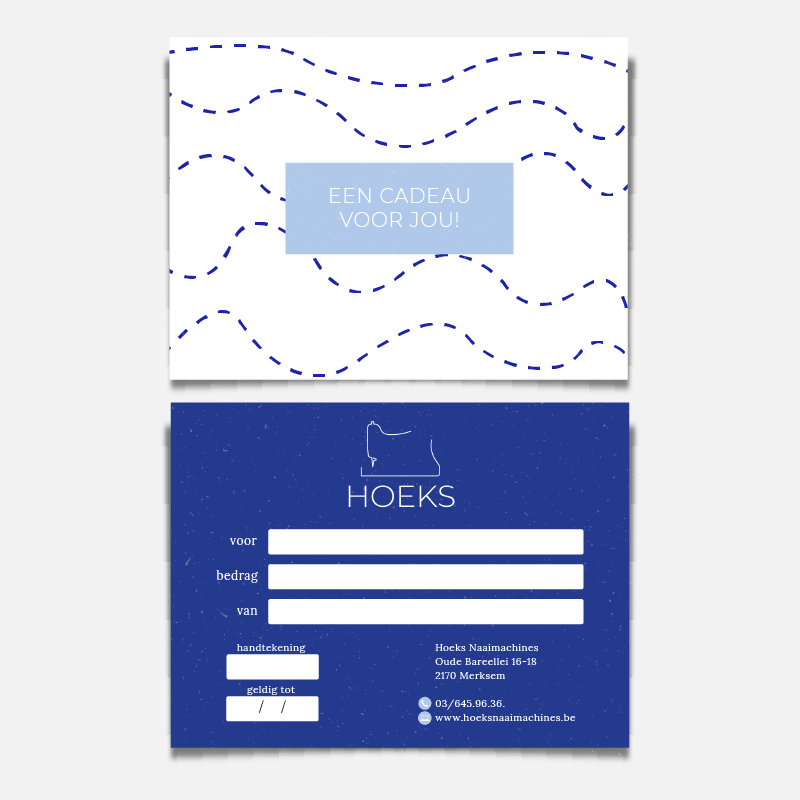 EEN CADEAU
VOOR JOU!
HOEKS
voor
bedrag
van
handtekening
geldig tot
/ /
Hoeks Naaimachines
Oude Bareellei 16-18
2170 Merksem
03/645.96.36.
www.hoeksnaaimachines.be